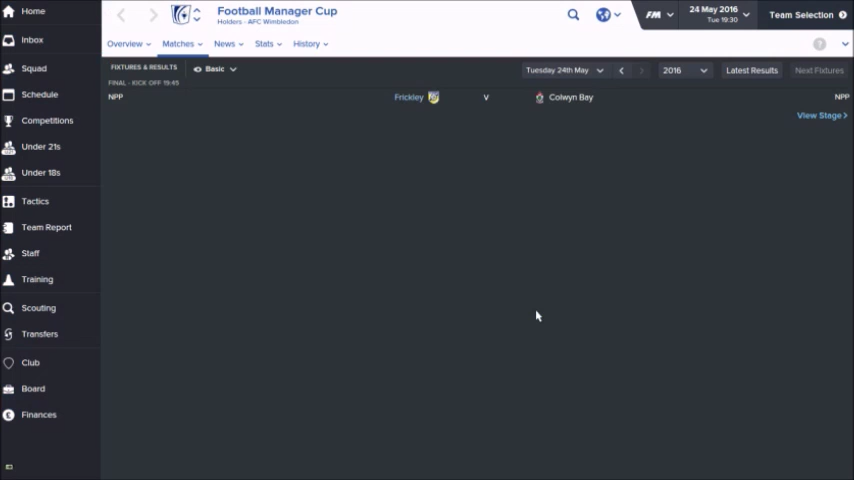 Home
Inbox
Squad
Schedule
Competitions
Under 21s
Under 18s
Tactics
Team Report
Staff
Training
Scouting
Transfers
Club
Board
Finances
Football Manager Cup
Holders - AFC Wimbledon
FM
24 May 2016
Tue 19:30
Team Selection
Overview
Matches
News
Stats
History
?
FIXTURES & RESULTS
Basic
Tuesday 24th May
2016
Latest Results
Next Fixtures
FINAL - KICK OFF 19:45
NPP Frickley V Colwyn Bay NPP
View Stage >